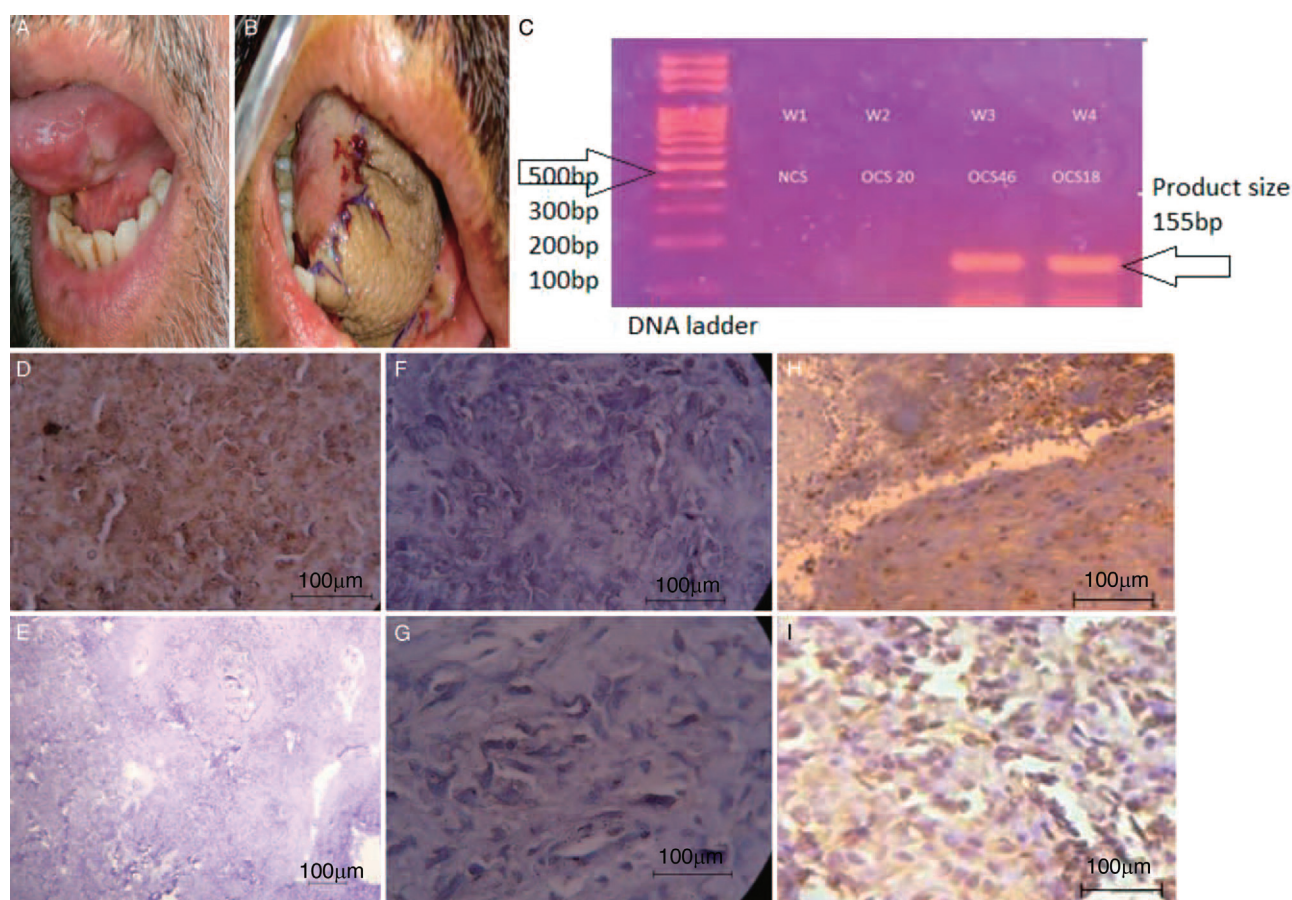 A
B
C
W1 W2 W3 W4
500bp NCS OCS 20 OCS46 OCS18
Product size
155bp
300bp
200bp
100bp
DNA ladder
D
F
H
100μm
100μm
100μm
E
G
I
100μm
100μm
100μm